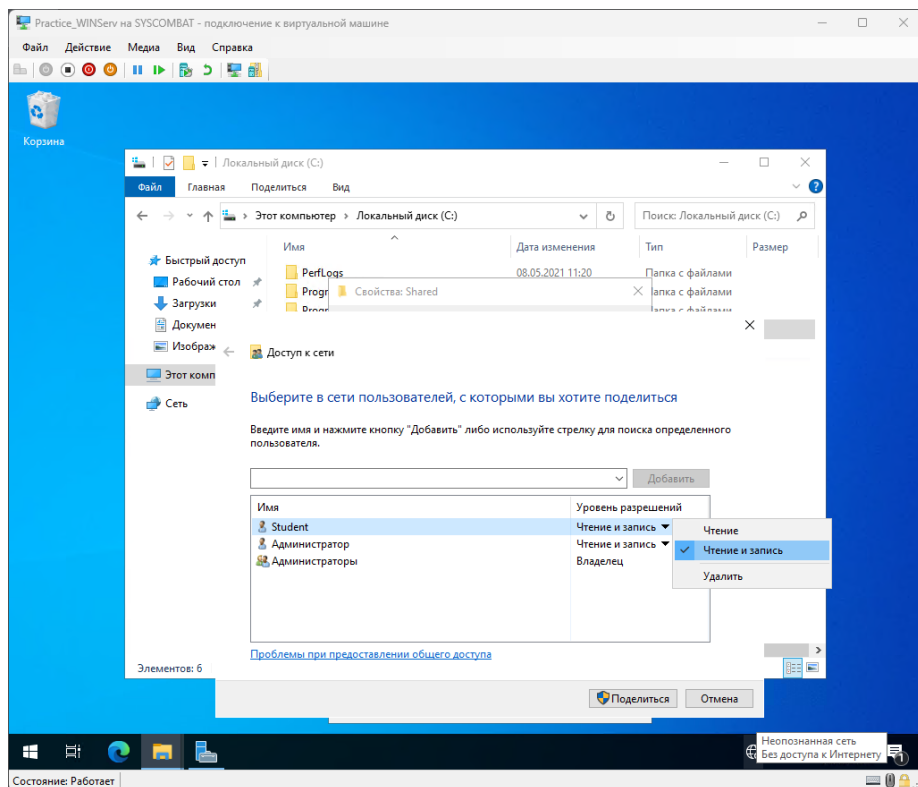 Practice_WINServ на SYSCOMBAT - подключение к виртуальной машине
Файл Действие Медиа Вид Справка
Корзина
Локальный диск (C:)
Файл Главная Поделиться Вид
Этот компьютер › Локальный диск (C:)
Поиск: Локальный диск (C:)
Имя Дата изменения Тип Размер
Быстрый доступ
PerfLogs 08.05.2021 11:20 Папка с файлами
Рабочий стол
Progr
Свойства: Shared
Папка с файлами
Загрузки
Progr
Папка с файлами
Докумен
Изображ
Доступ к сети
Этот комп
Выберите в сети пользователей, с которыми вы хотите поделиться
Сеть
Введите имя и нажмите кнопку "Добавить" либо используйте стрелку для поиска определенного
пользователя.
Добавить
Имя Уровень разрешений
Student Чтение и запись
Чтение
Администратор Чтение и запись
Чтение и запись
Администраторы Владелец
Удалить
Проблемы при предоставлении общего доступа
Элементов: 6
Поделиться Отмена
Неопознанная сеть
Без доступа к Интернету
1
Состояние: Работает